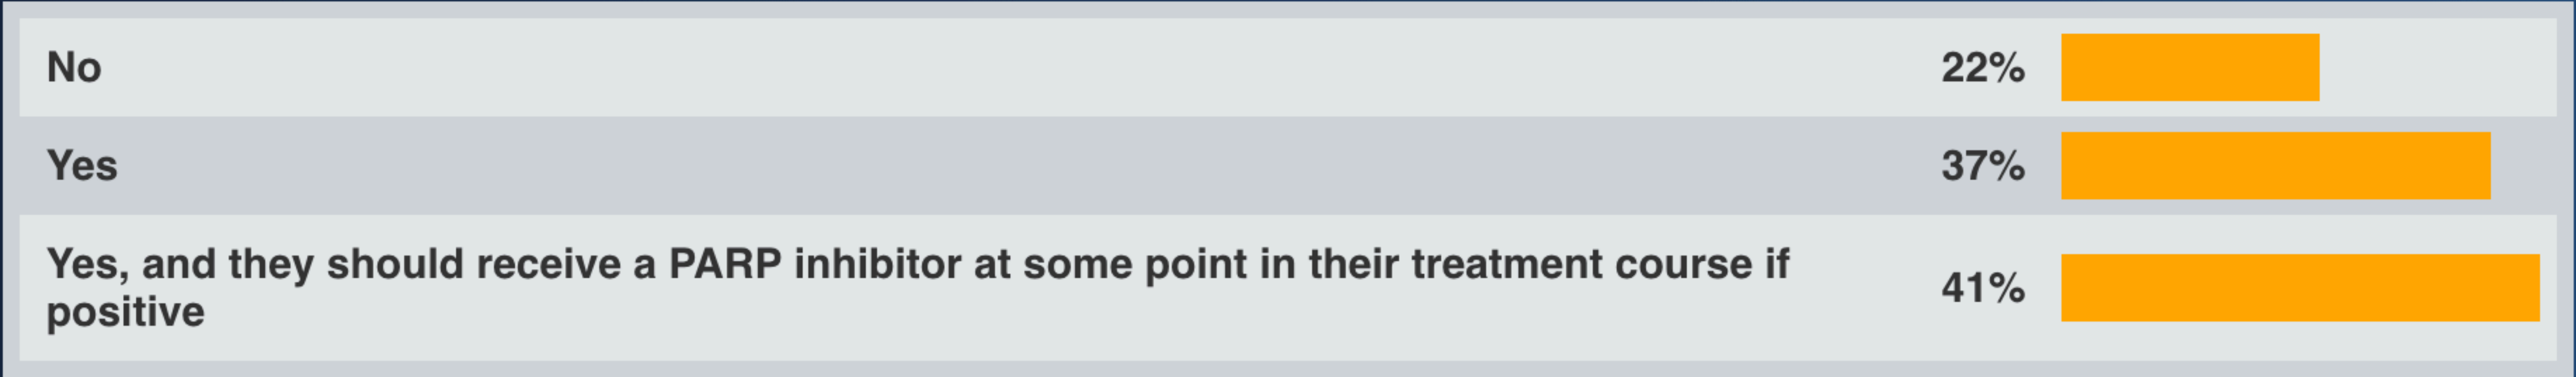 No 22%
Yes 37%
Yes, and they should receive a PARP inhibitor at some point in their treatment course if
positive 41%